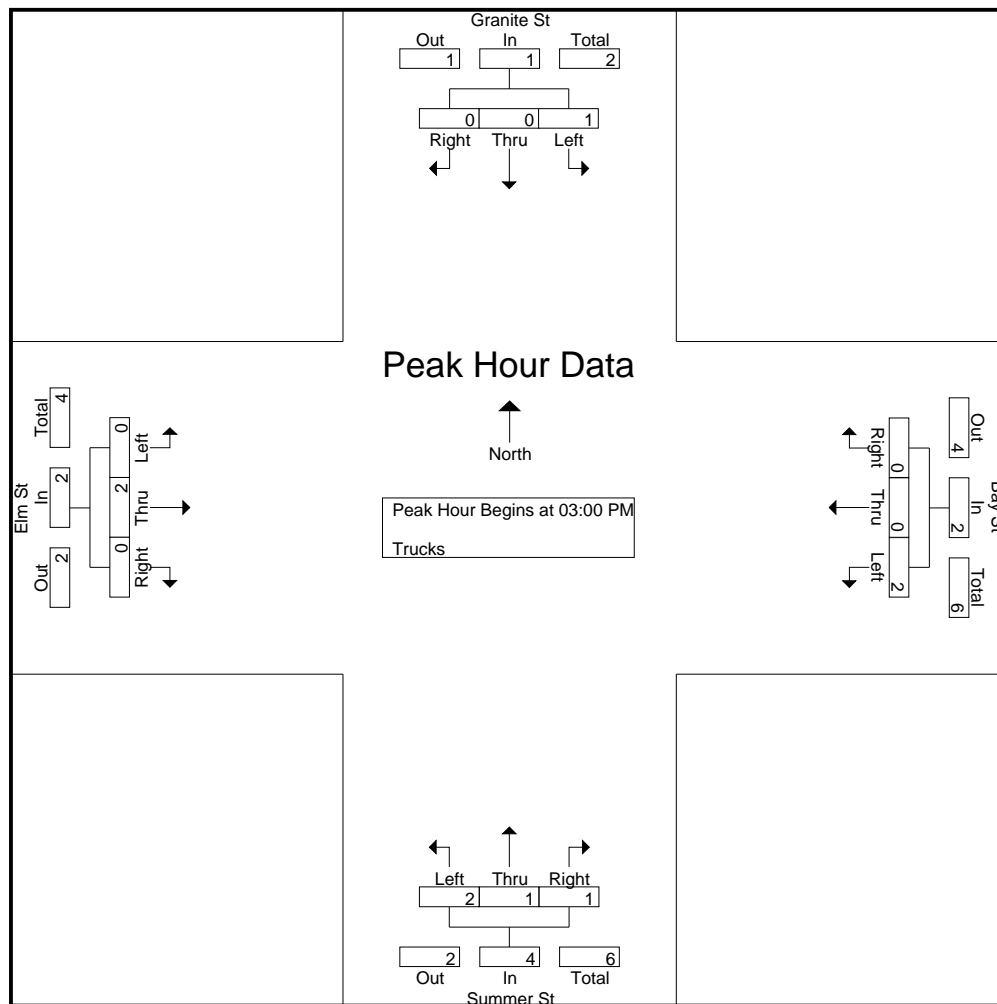 Granite St
Out In Total
1 1 2
0 0 1
Right Thru Left
Peak Hour Data
North
Peak Hour Begins at 03:00 PM
Trucks
Elm St
Total In Out
4 2 2
0 2 0
Left Thru Right
Bay St
Out In Total
4 2 6
0 0 2
Right Thru Left
Left Thru Right
2 1 1
2 4 6
Out In Total
Summer St